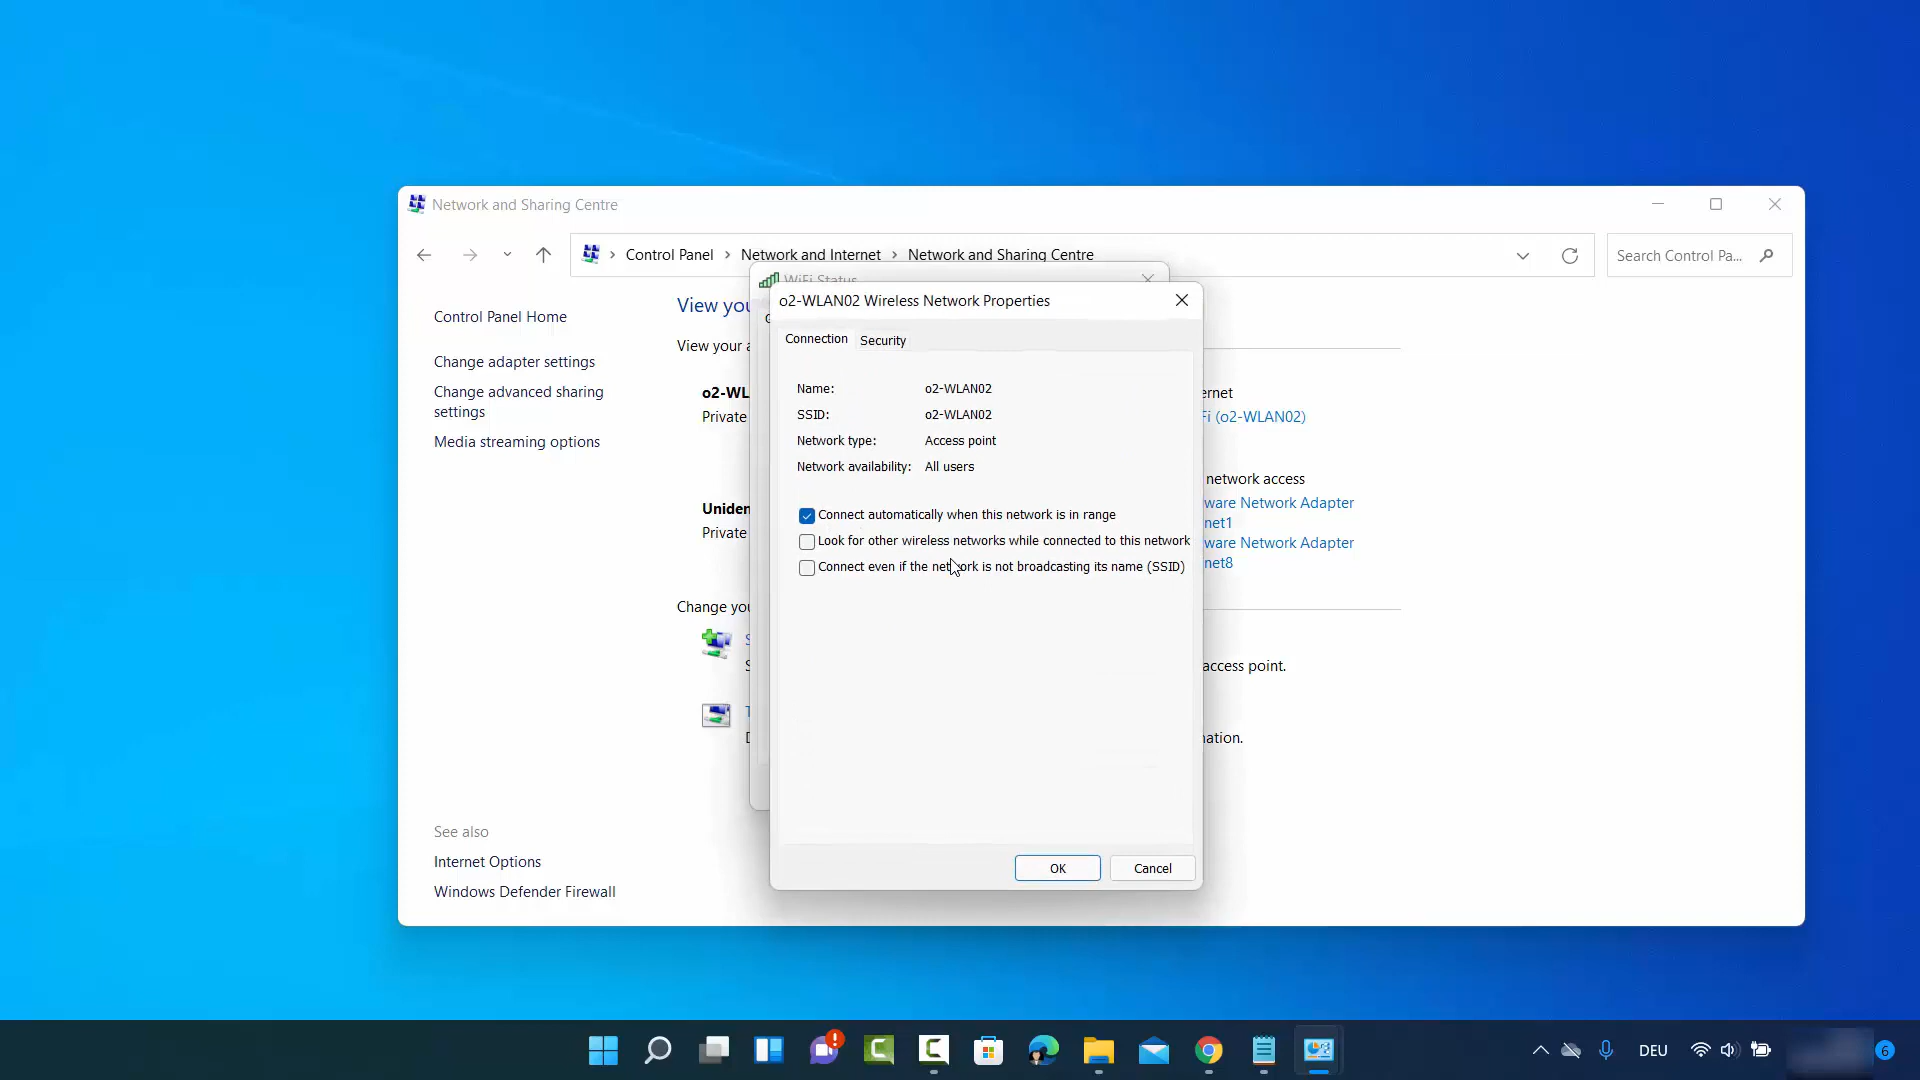 Network and Sharing Centre
Control Panel > Network and Internet > Network and Sharing Centre
Search Control Pa...
WiFi Status
o2-WLAN02 Wireless Network Properties
Connection
Security
Name: o2-WLAN02
SSID: o2-WLAN02
Network type: Access point
Network availability: All users
Connect automatically when this network is in range
Look for other wireless networks while connected to this network
Connect even if the network is not broadcasting its name (SSID)
OK
Cancel
Control Panel Home
Change adapter settings
Change advanced sharing
settings
Media streaming options
See also
Internet Options
Windows Defender Firewall
View you
View your a
o2-WL
Private
Uniden
Private
Change you
ernet
Fi (o2-WLAN02)
network access
ware Network Adapter
net1
ware Network Adapter
net8
access point.
ation.
DEU
6